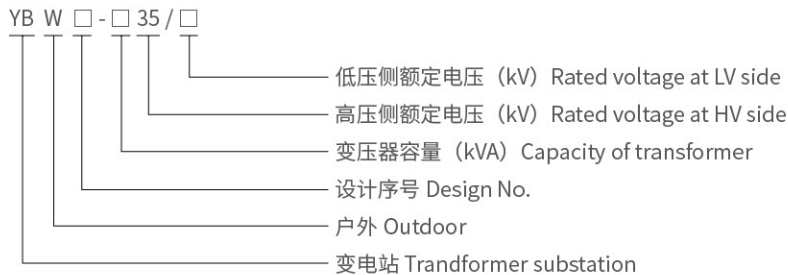 YB W □ - □ 35 / □
低压侧额定电压（kV）Rated voltage at LV side
高压侧额定电压（kV）Rated voltage at HV side
变压器容量（kVA）Capacity of transformer
设计序号 Design No.
户外 Outdoor
变电站 Trandformer substation